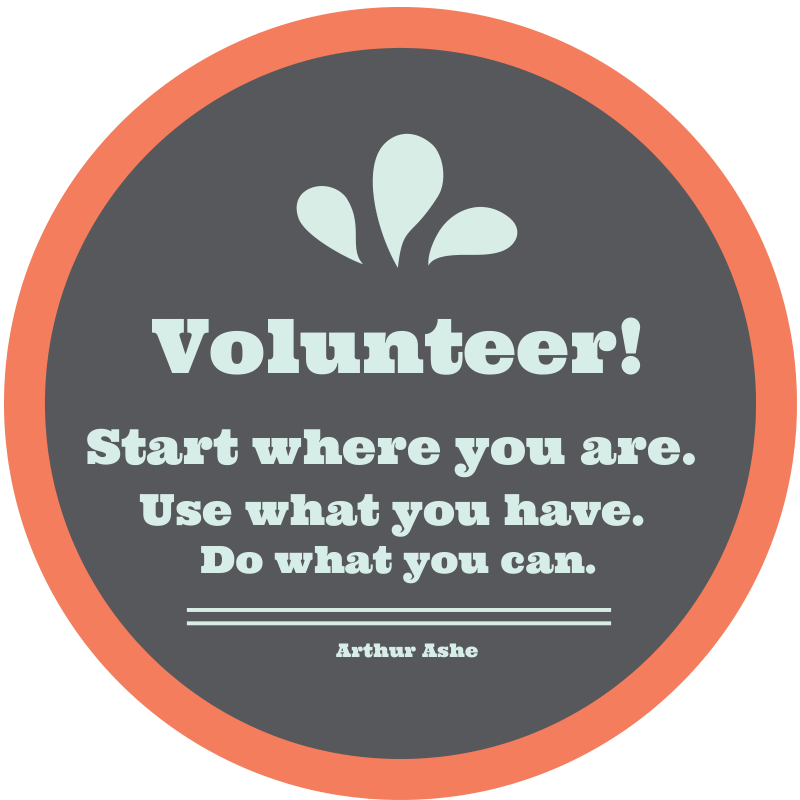 Volunteer!
Start where you are.
Use what you have.
Do what you can.
Arthur Ashe